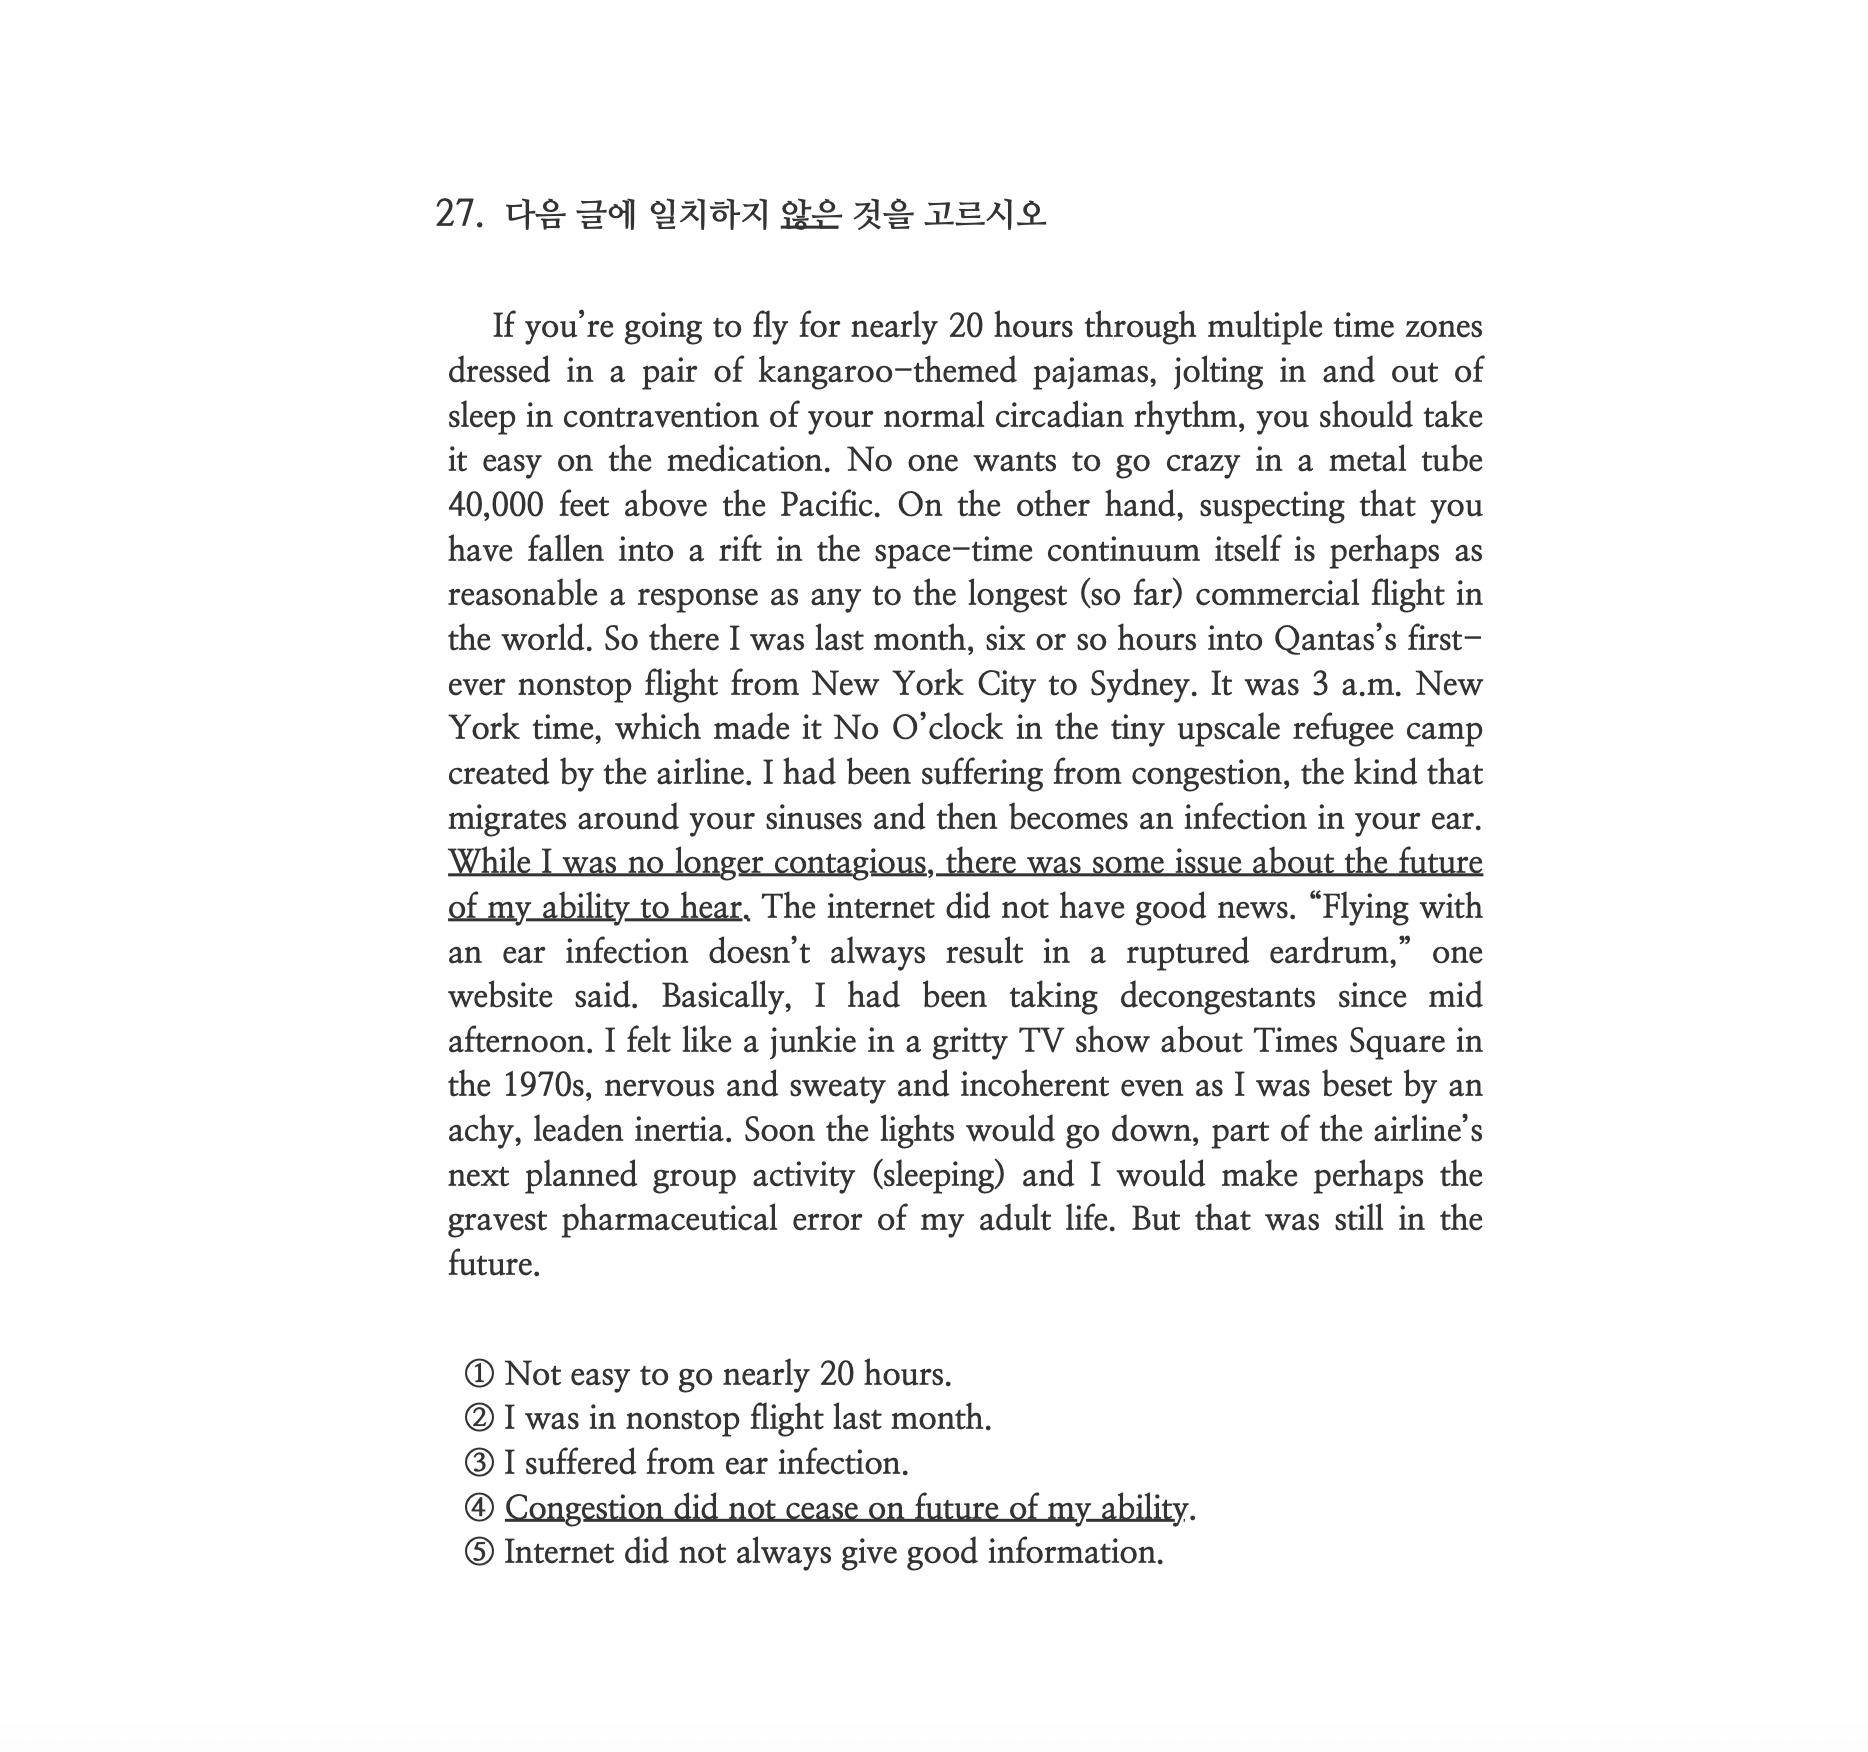 27. 다음 글에 일치하지 않은 것을 고르시오
If you’re going to fly for nearly 20 hours through multiple time zones
dressed in a pair of kangaroo-themed pajamas, jolting in and out of
sleep in contravention of your normal circadian rhythm, you should take
it easy on the medication. No one wants to go crazy in a metal tube
40,000 feet above the Pacific. On the other hand, suspecting that you
have fallen into a rift in the space-time continuum itself is perhaps as
reasonable a response as any to the longest (so far) commercial flight in
the world. So there I was last month, six or so hours into Qantas’s first-
ever nonstop flight from New York City to Sydney. It was 3 a.m. New
York time, which made it No O’clock in the tiny upscale refugee camp
created by the airline. I had been suffering from congestion, the kind that
migrates around your sinuses and then becomes an infection in your ear.
While I was no longer contagious, there was some issue about the future
of my ability to hear. The internet did not have good news. “Flying with
an ear infection doesn’t always result in a ruptured eardrum,” one
website said. Basically, I had been taking decongestants since mid
afternoon. I felt like a junkie in a gritty TV show about Times Square in
the 1970s, nervous and sweaty and incoherent even as I was beset by an
achy, leaden inertia. Soon the lights would go down, part of the airline’s
next planned group activity (sleeping) and I would make perhaps the
gravest pharmaceutical error of my adult life. But that was still in the
future.
① Not easy to go nearly 20 hours.
② I was in nonstop flight last month.
③ I suffered from ear infection.
④ Congestion did not cease on future of my ability.
⑤ Internet did not always give good information.